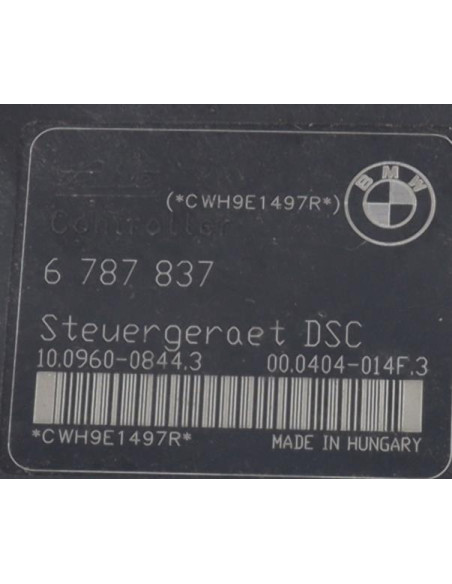 (*CWH9E1497R*)
BMW
Controller
6 787 837
Steuergeraet DSC
10.0960-0844.3 00.0404-014F.3
*CWH9E1497R* MADE IN HUNGARY